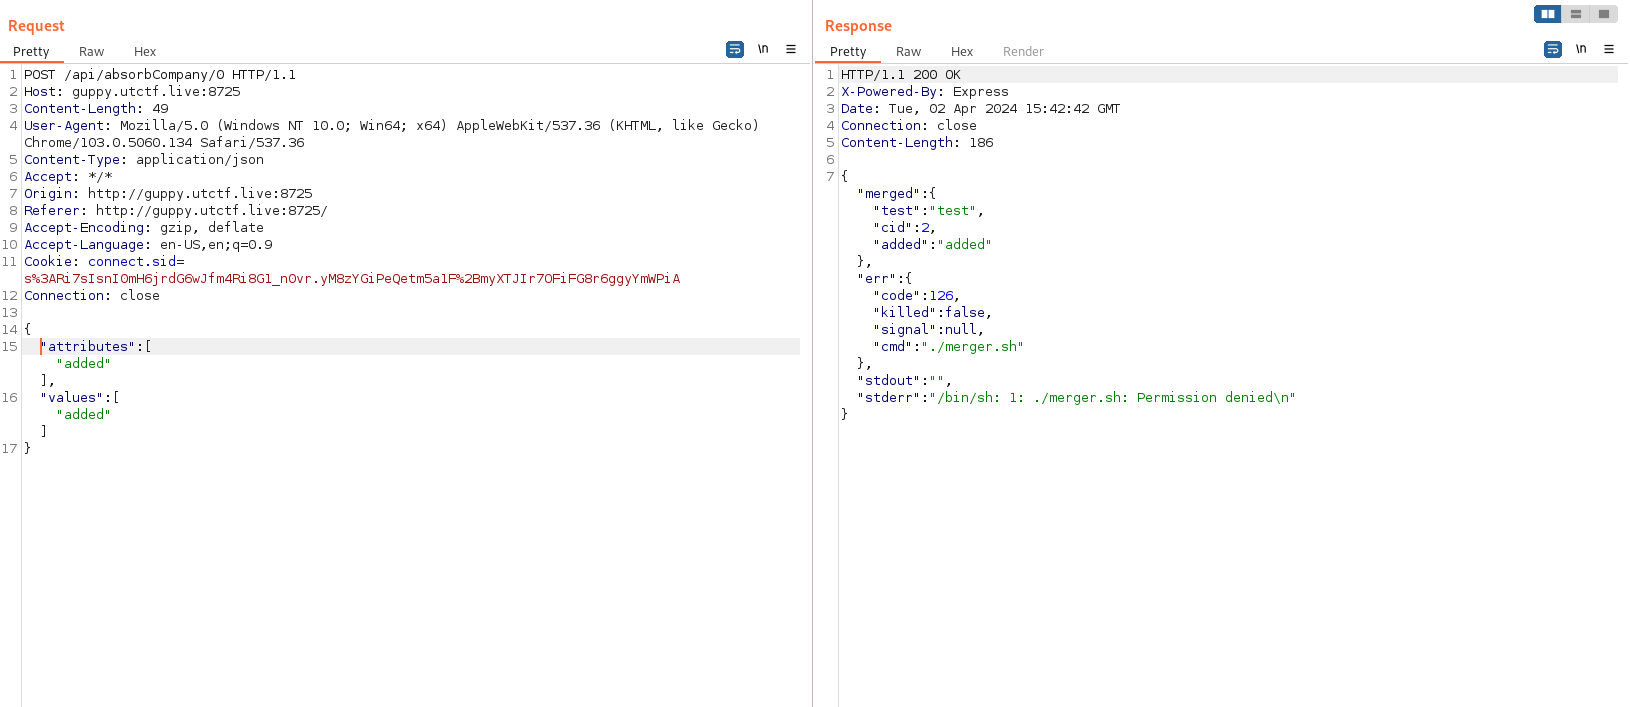 Request
Pretty Raw Hex \n
1 POST /api/absorbCompany/0 HTTP/1.1
2 Host: guppy.utctf.live:8725
3 Content-Length: 49
4 User-Agent: Mozilla/5.0 (Windows NT 10.0; Win64; x64) AppleWebKit/537.36 (KHTML, like Gecko)
Chrome/103.0.5060.134 Safari/537.36
5 Content-Type: application/json
6 Accept: */*
7 Origin: http://guppy.utctf.live:8725
8 Referer: http://guppy.utctf.live:8725/
9 Accept-Encoding: gzip, deflate
10 Accept-Language: en-US,en;q=0.9
11 Cookie: connect.sid=
s%3ARi7sIsnI0mH6jrdG6wJfm4Ri8Gl_n0vr.yM8zYGiPeQetm5alF%2BmyXTJIr7OFiFG8r6ggyYmWPiA
12 Connection: close
13
14 {
15 "attributes":[
"added"
],
16 "values":[
"added"
]
17 }
Response
Pretty Raw Hex Render \n
1 HTTP/1.1 200 OK
2 X-Powered-By: Express
3 Date: Tue, 02 Apr 2024 15:42:42 GMT
4 Connection: close
5 Content-Length: 186
6
7 {
"merged":{
"test":"test",
"cid":2,
"added":"added"
},
"err":{
"code":126,
"killed":false,
"signal":null,
"cmd":"./merger.sh"
},
"stdout":"",
"stderr":"/bin/sh: 1: ./merger.sh: Permission denied\n"
}